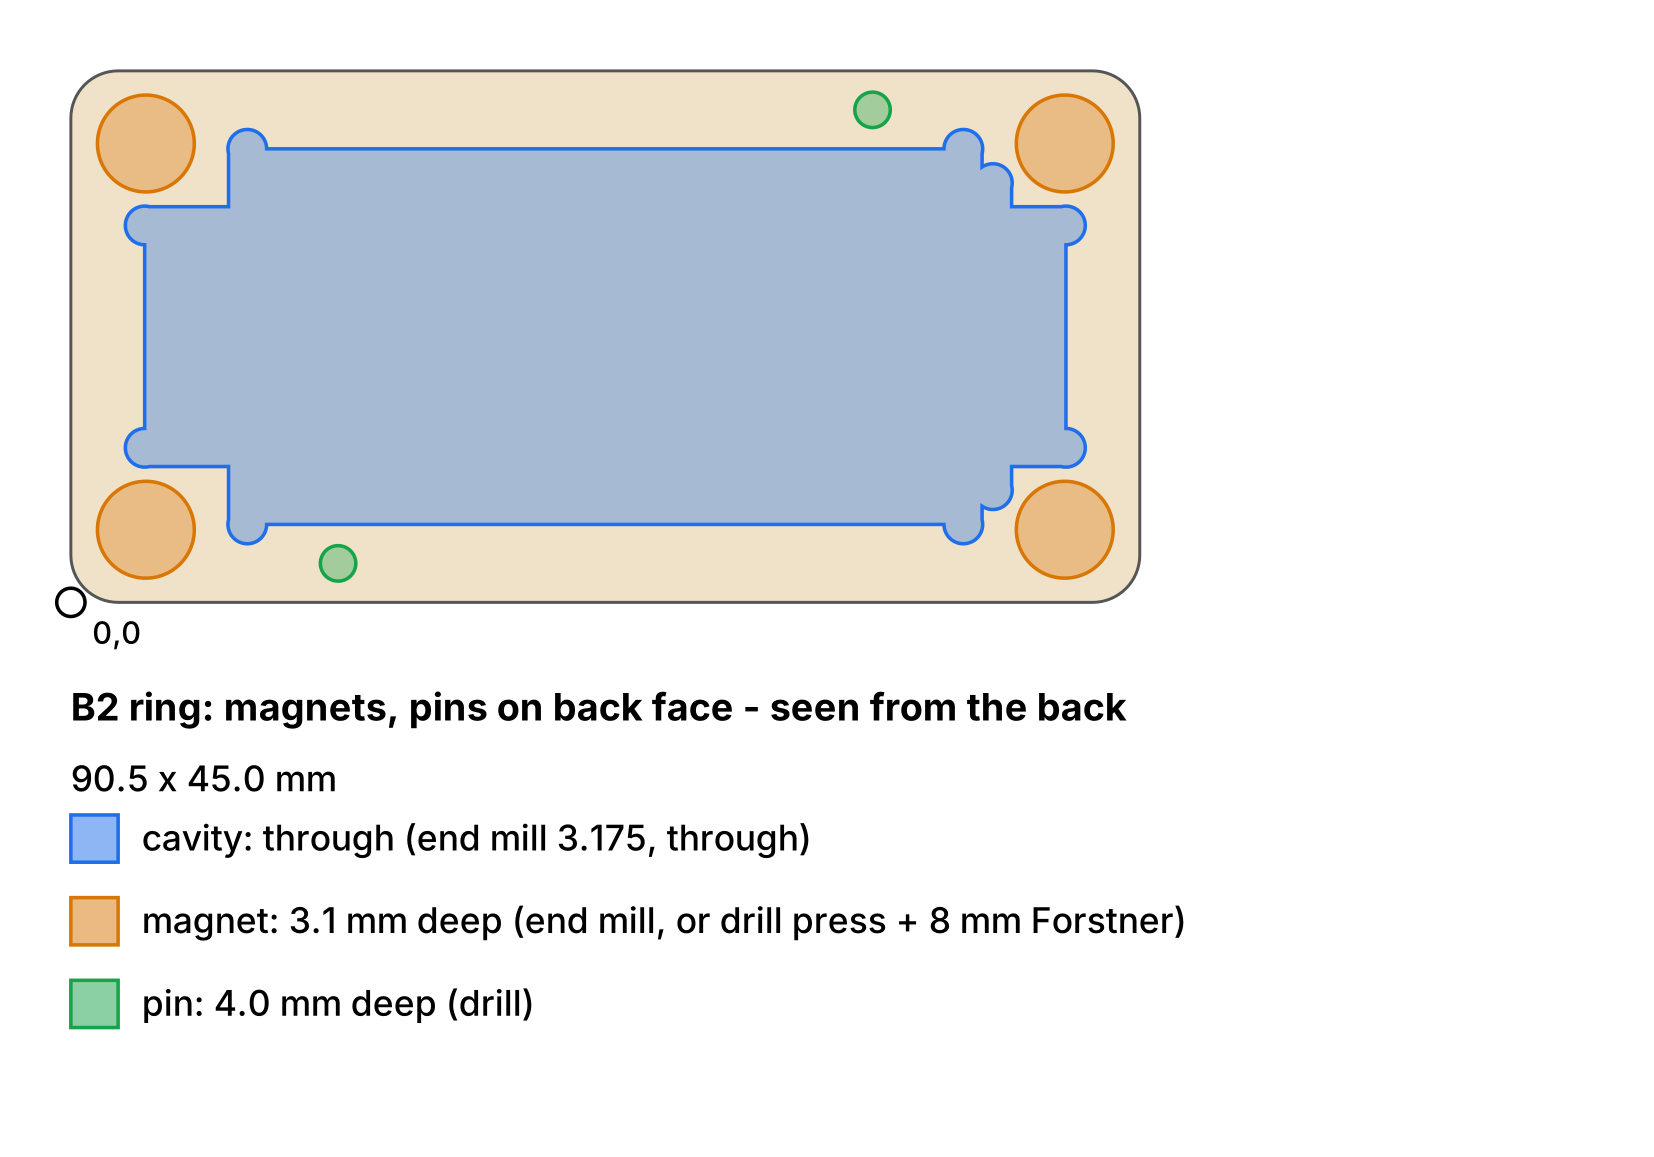 0,0
B2 ring: magnets, pins on back face - seen from the back
90.5 x 45.0 mm
cavity: through (end mill 3.175, through)
magnet: 3.1 mm deep (end mill, or drill press + 8 mm Forstner)
pin: 4.0 mm deep (drill)